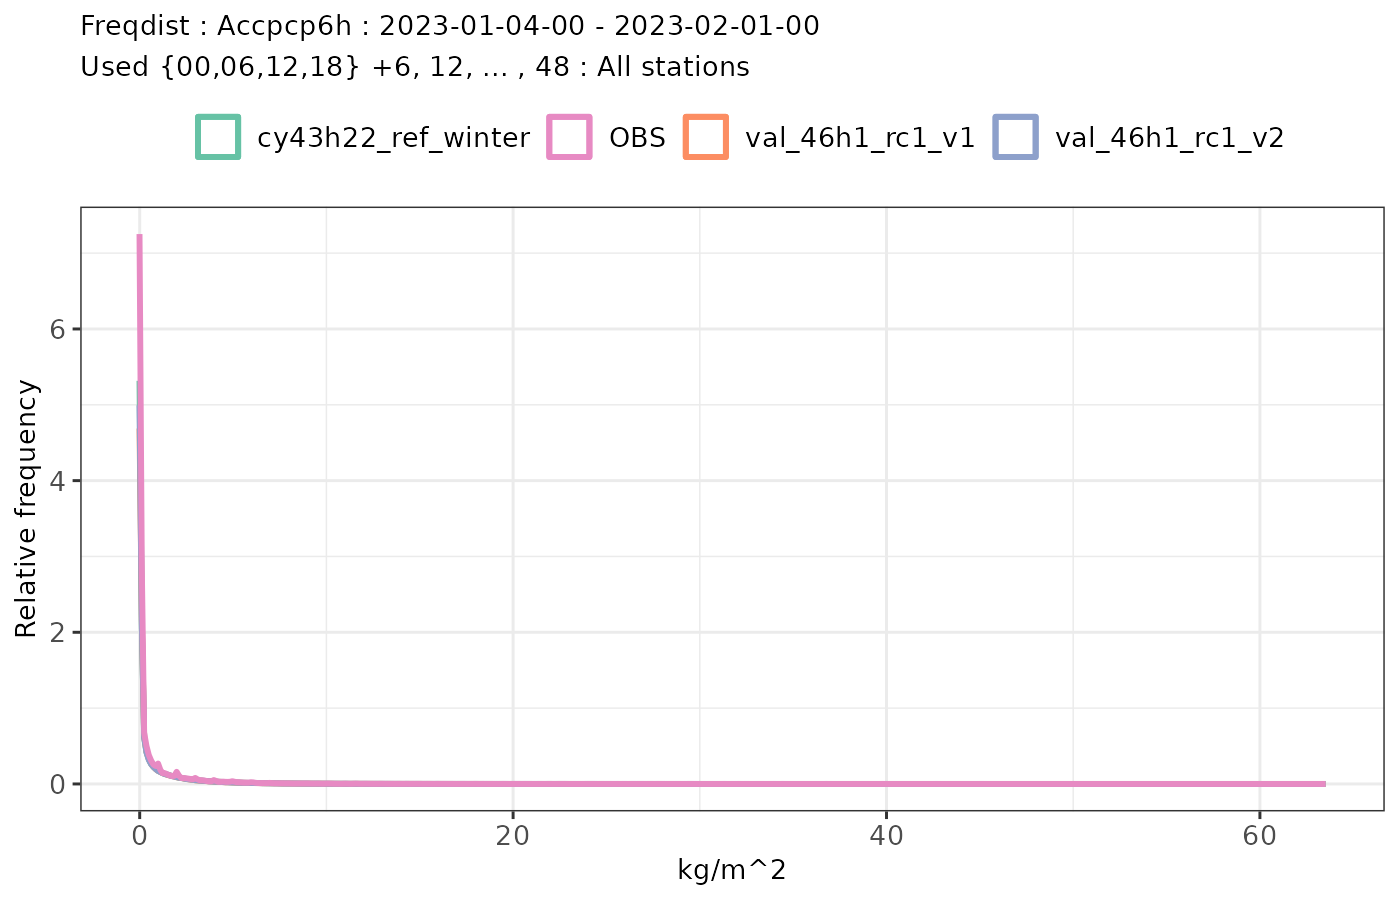 Freqdist : Accpcp6h : 2023-01-04-00 - 2023-02-01-00
Used {00,06,12,18} +6, 12, ... , 48 : All stations
cy43h22_ref_winter OBS val_46h1_rc1_v1 val_46h1_rc1_v2
Relative frequency
6
4
2
0
0 20 40 60
kg/m^2